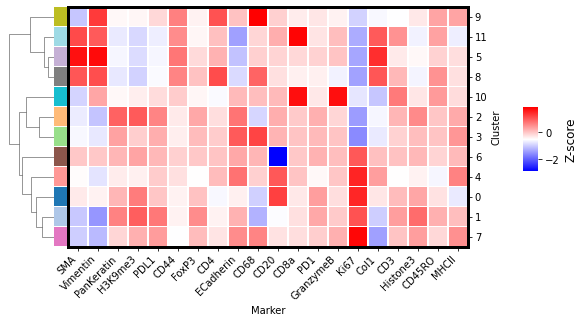 9
11
5
8
10
2
3
6
4
0
1
7
Cluster
SMA
Vimentin
PanKeratin
H3K9me3
PDL1
CD44
FoxP3
CD4
ECadherin
CD68
CD20
CD8a
PD1
GranzymeB
Ki67
Col1
CD3
Histone3
CD45RO
MHCII
Marker
0
−2
Z-score